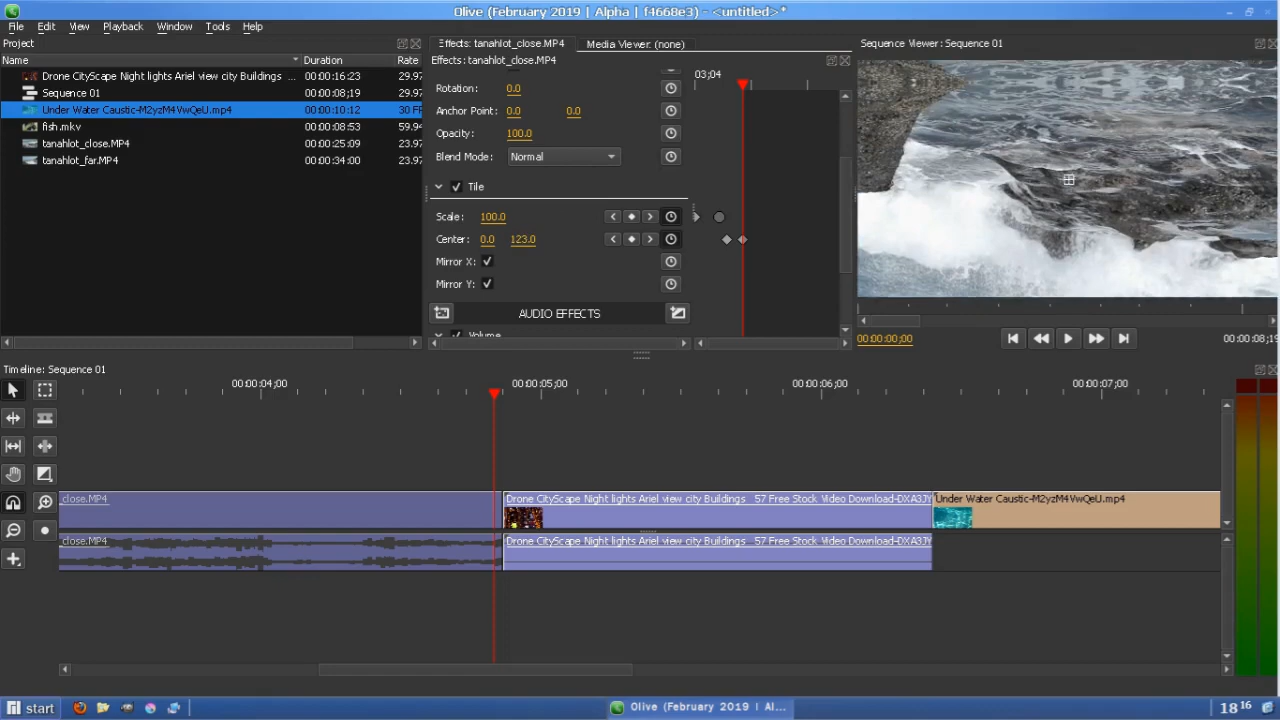 Olive (February 2019 | Alpha | f4668e3) - <untitled>*
File Edit View Playback Window Tools Help
Project
Effects: tanahlot_close.MP4 Media Viewer: (none)
Sequence Viewer: Sequence 01
Name Duration Rate
Effects: tanahlot_close.MP4
Drone CityScape Night lights Ariel view city Buildings ... 00:00:16;23 29.97
Sequence 01 00:00:08;19 29.97
Under Water Caustic-M2yzM4VwQeU.mp4 00:00:10:12 30 FF
fish.mkv 00:00:08:53 59.94
tanahlot_close.MP4 00:00:25:09 23.97
tanahlot_far.MP4 00:00:34:00 23.97
03;04
Rotation: 0.0
Anchor Point: 0.0 0.0
Opacity: 100.0
Blend Mode: Normal
Tile
Scale: 100.0
Center: 0.0 123.0
Mirror X:
Mirror Y:
AUDIO EFFECTS
Volume
00:00:00;00
00:00:08;19
Timeline: Sequence 01
00:00:04;00 00:00:05;00 00:00:06;00 00:00:07;00
close.MP4
Drone CityScape Night lights Ariel view city Buildings 57 Free Stock Video Download-DXA3JY
Under Water Caustic-M2yzM4VwQeU.mp4
close.MP4
Drone CityScape Night lights Ariel view city Buildings 57 Free Stock Video Download-DXA3JY
start
Olive (February 2019 | Al...
18 16